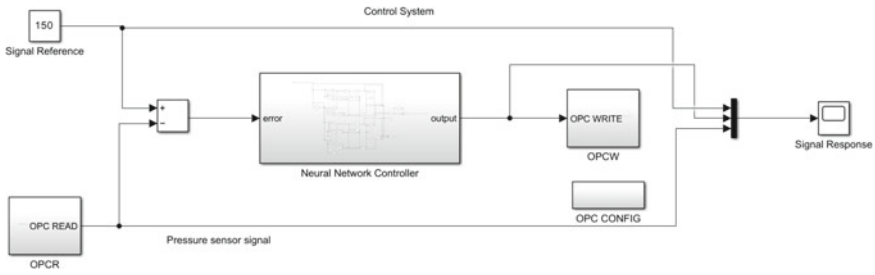 Control System
150
Signal Reference
+
−
error
output
Neural Network Controller
OPC WRITE
OPCW
Signal Response
OPC CONFIG
OPC READ
OPCR
Pressure sensor signal